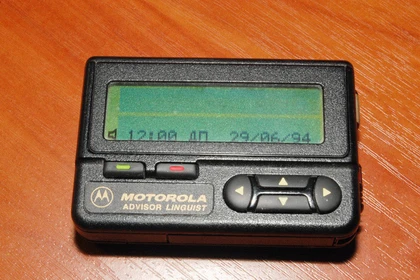 12:00 ДП 29/06/94
MOTOROLA
ADVISOR LINGUIST